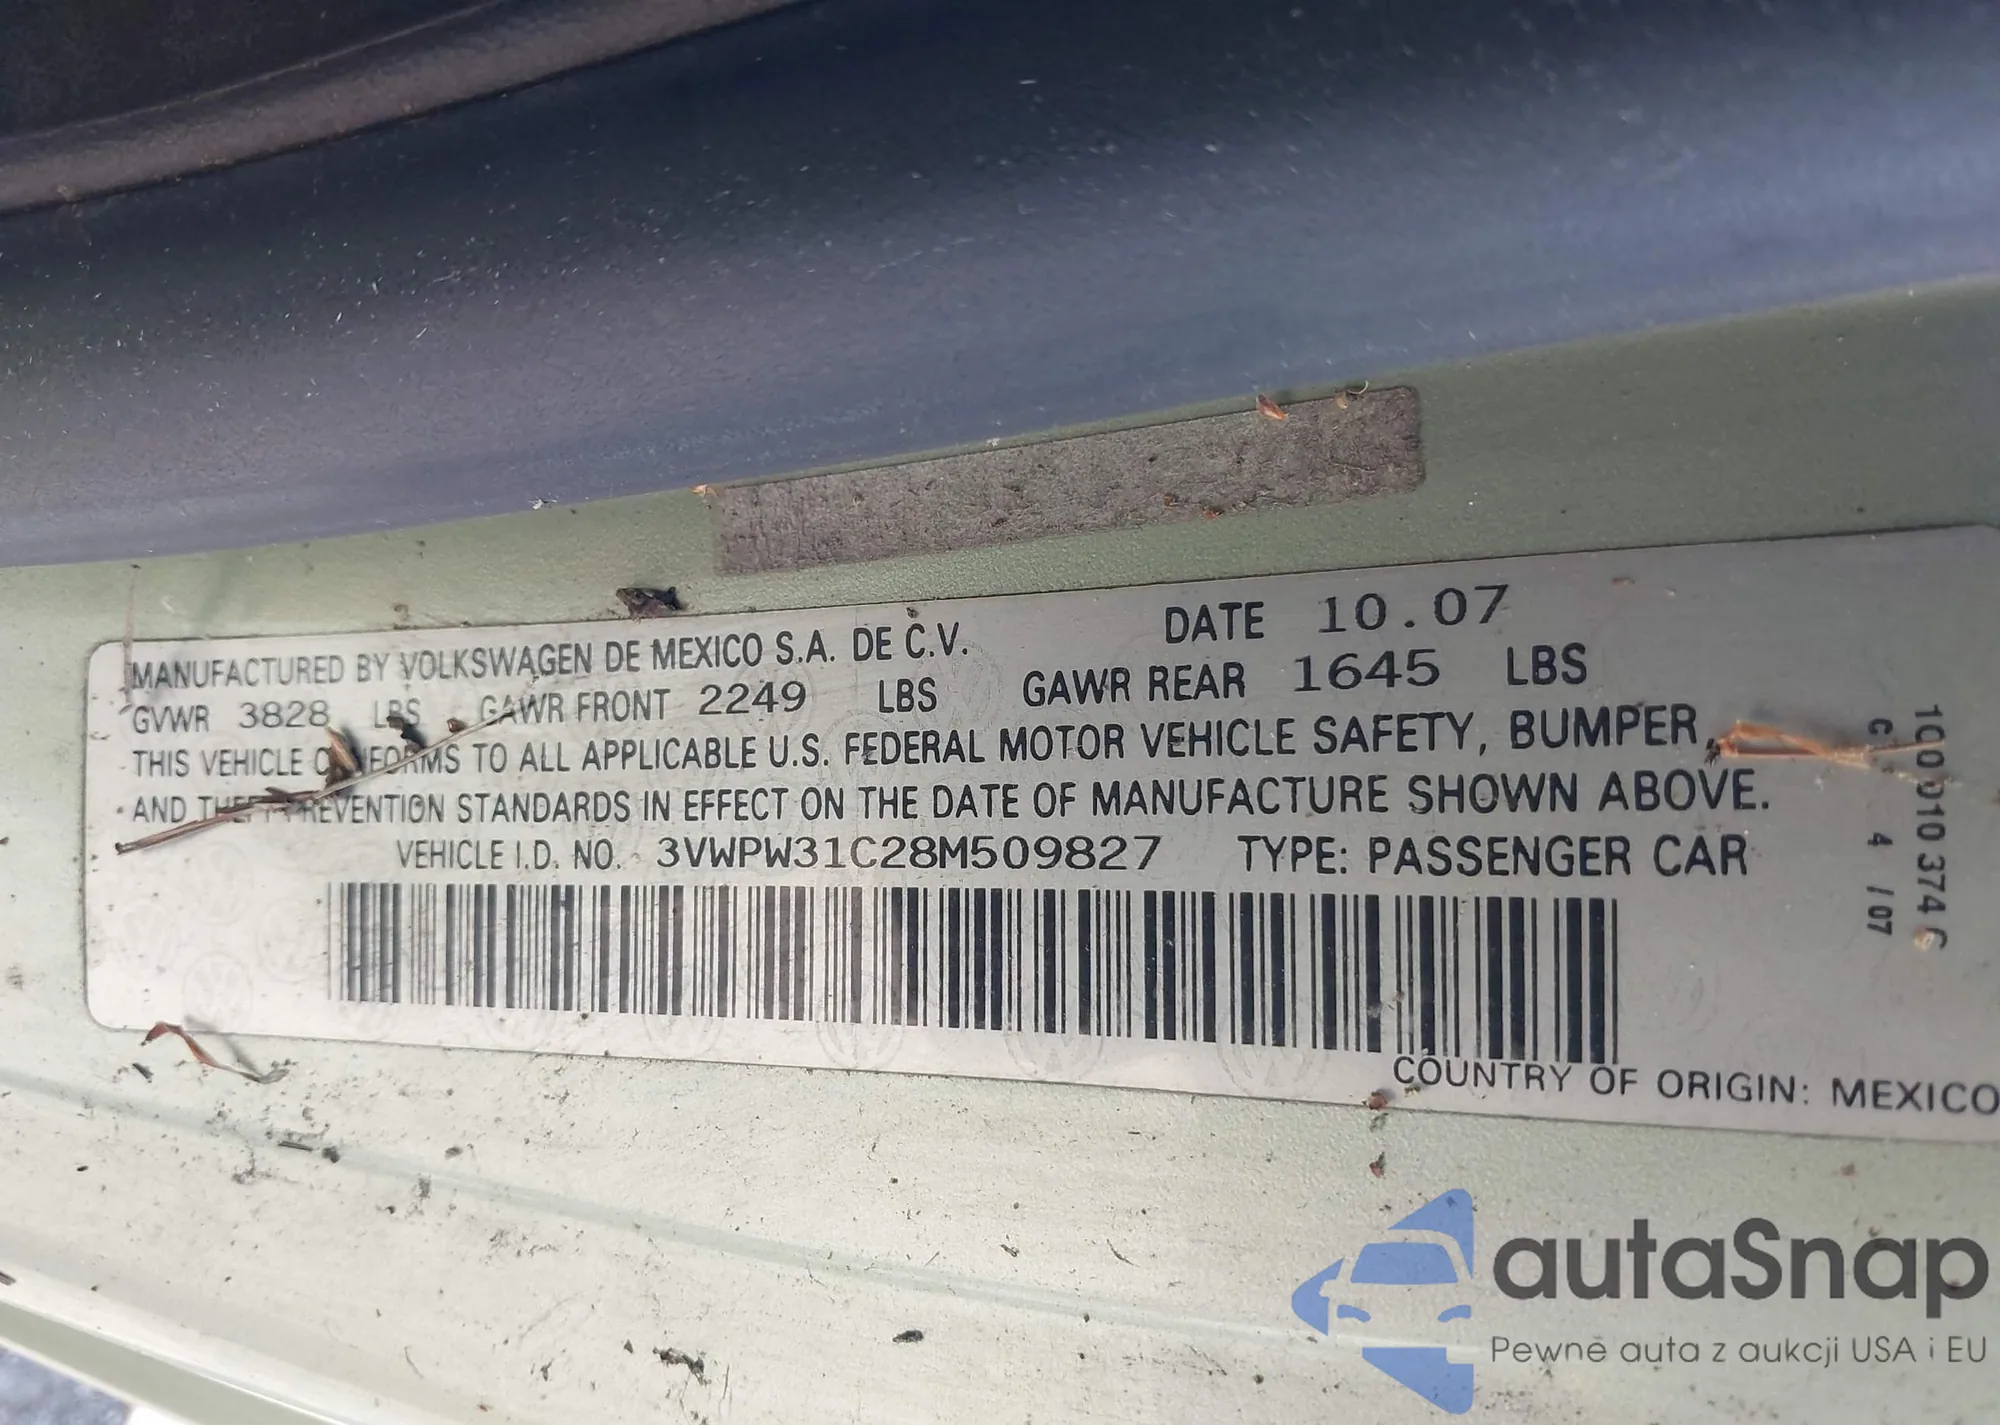 MANUFACTURED BY VOLKSWAGEN DE MEXICO S.A. DE C.V. DATE 10.07
GVWR 3828 LBS GAWR FRONT 2249 LBS GAWR REAR 1645 LBS
THIS VEHICLE CONFORMS TO ALL APPLICABLE U.S. FEDERAL MOTOR VEHICLE SAFETY, BUMPER,
AND THEFT PREVENTION STANDARDS IN EFFECT ON THE DATE OF MANUFACTURE SHOWN ABOVE.
VEHICLE I.D. NO. 3VWPW31C28M509827 TYPE: PASSENGER CAR
COUNTRY OF ORIGIN: MEXICO
4 / 07
autaSnap
Pewne auta z aukcji USA i EU